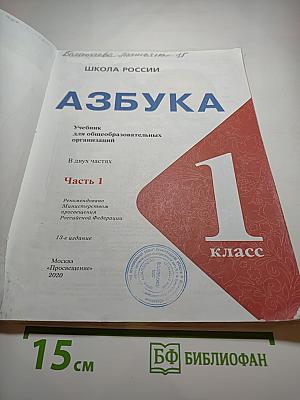 ШКОЛА РОССИИ
АЗБУКА
Учебник
для общеобразовательных
организаций
В двух частях
Часть 1
Рекомендовано
Министерством
просвещения
Российской Федерации
13-е издание
1
класс
Москва
«Просвещение»
2020
15 см
БФ БИБЛИОФАН